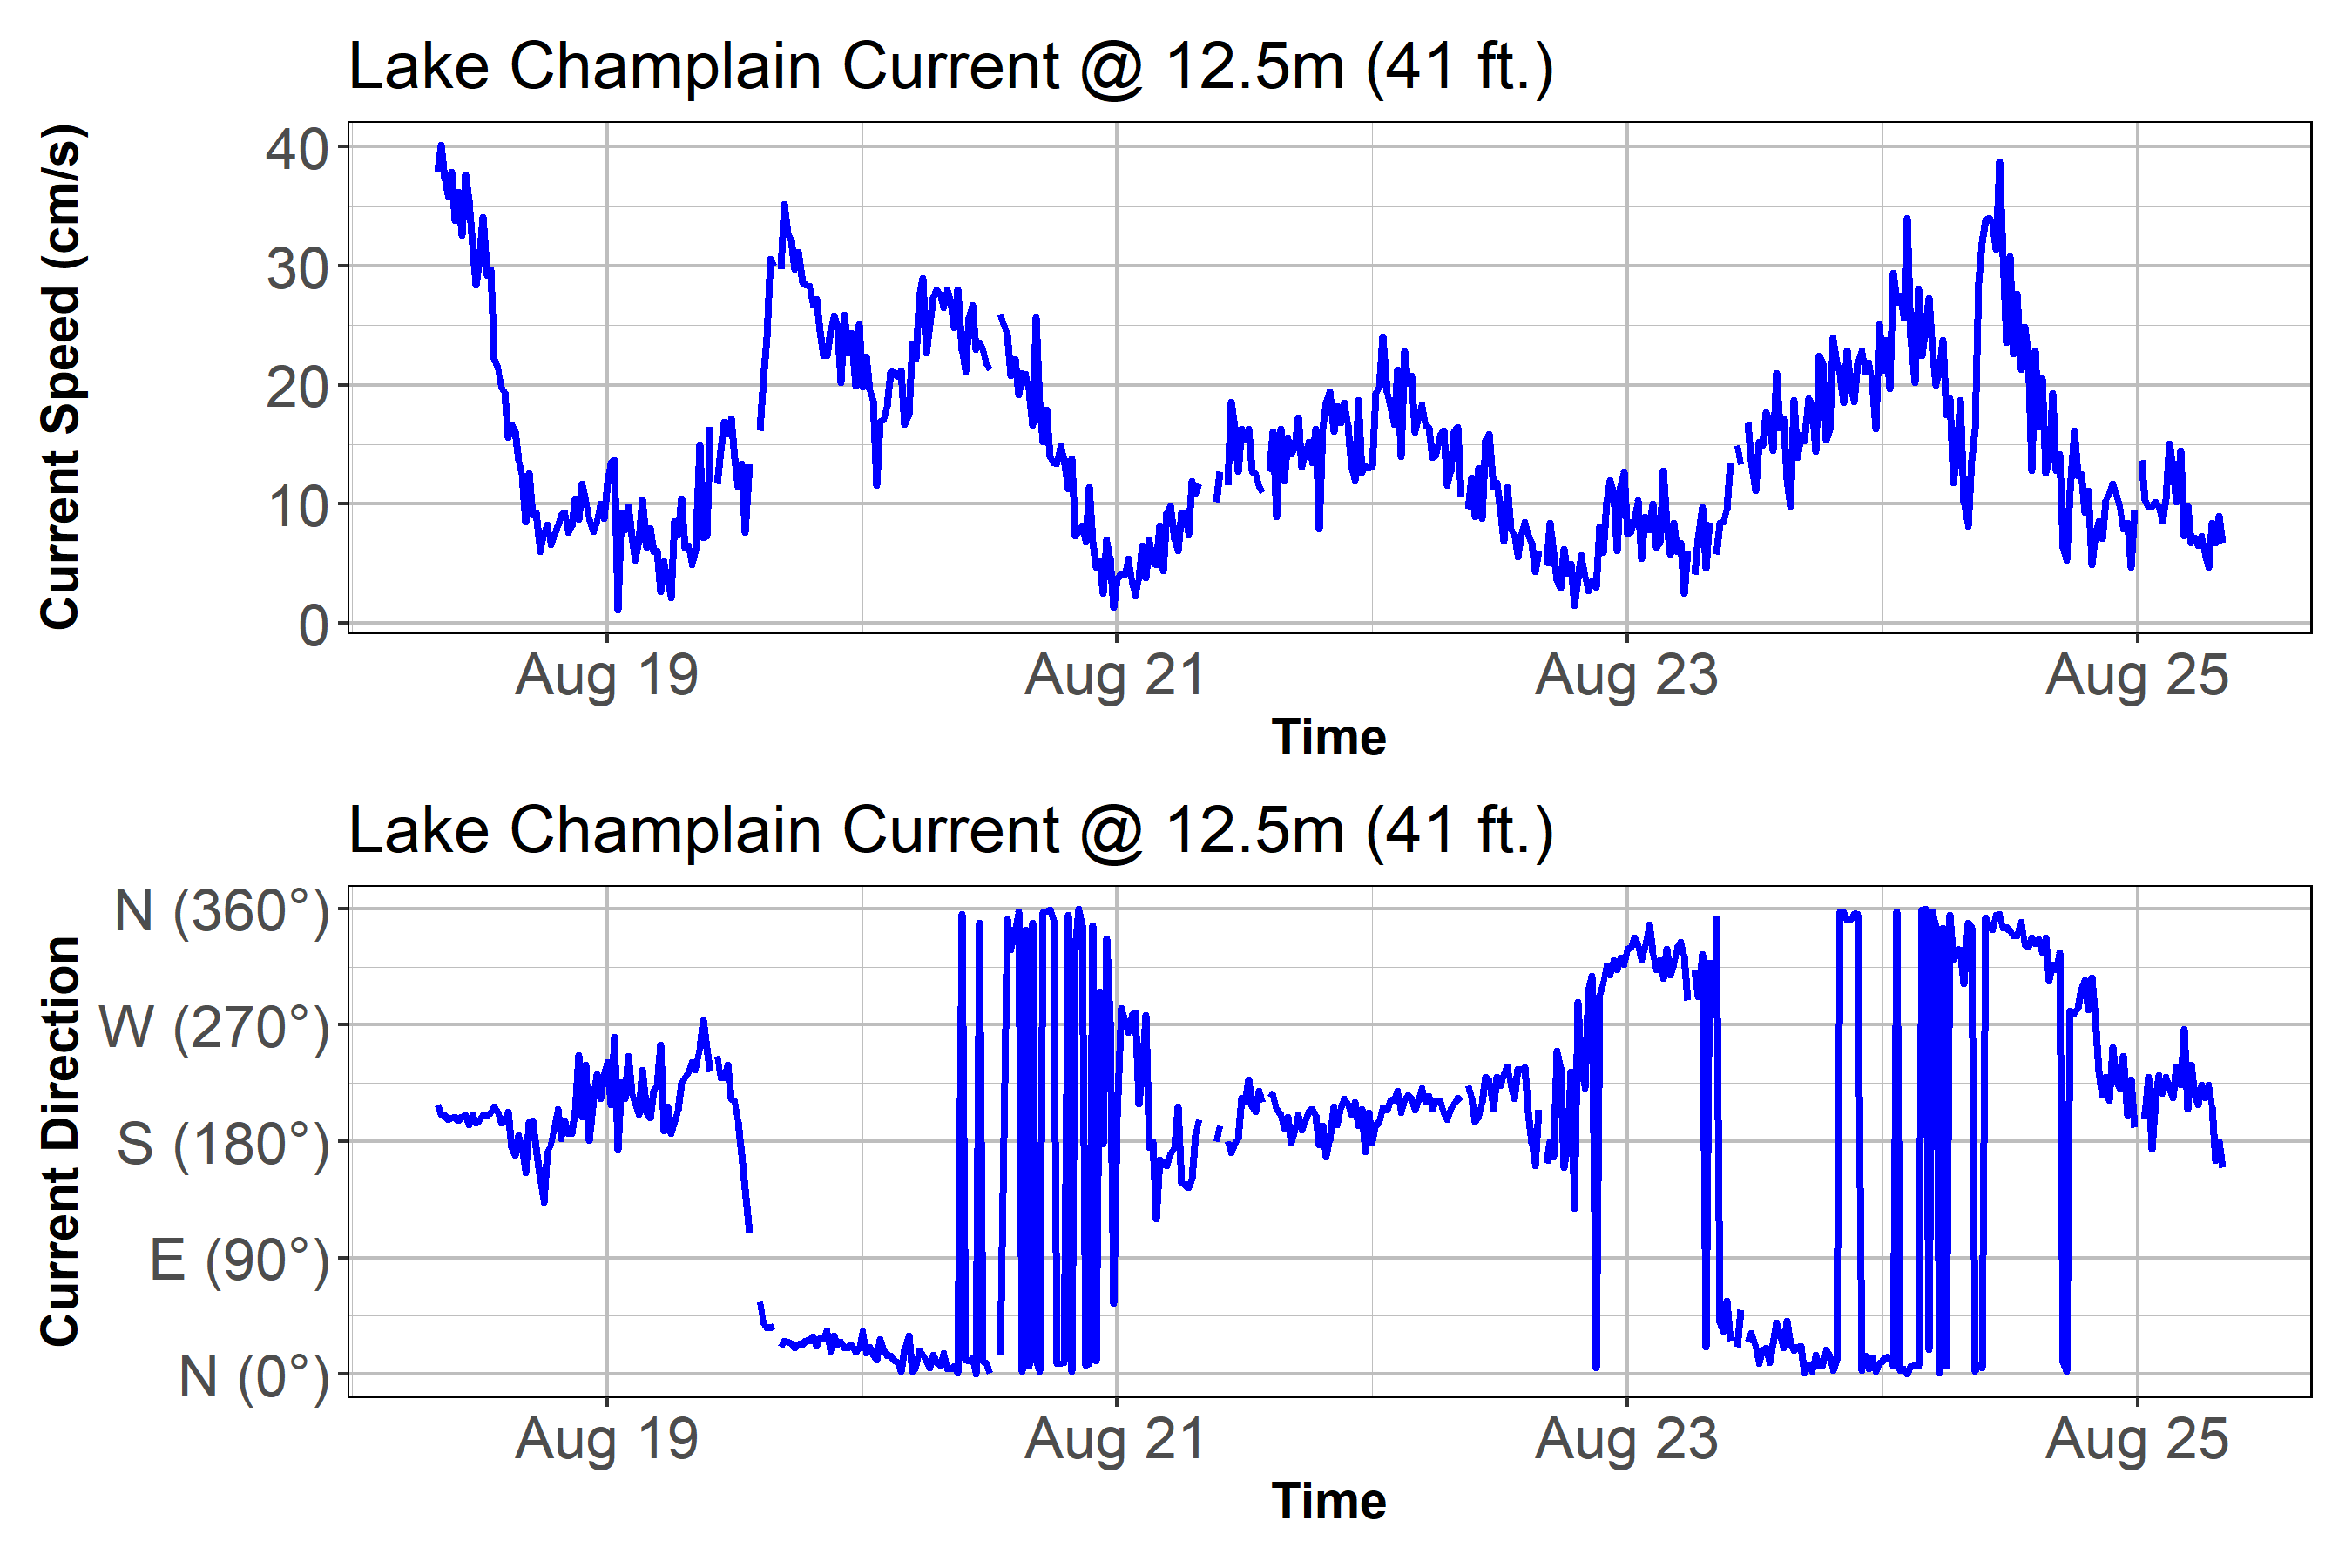 Lake Champlain Current @ 12.5m (41 ft.)
Current Speed (cm/s)
40
30
20
10
0
Aug 19 Aug 21 Aug 23 Aug 25
Time
Lake Champlain Current @ 12.5m (41 ft.)
Current Direction
N (360°)
W (270°)
S (180°)
E (90°)
N (0°)
Aug 19 Aug 21 Aug 23 Aug 25
Time